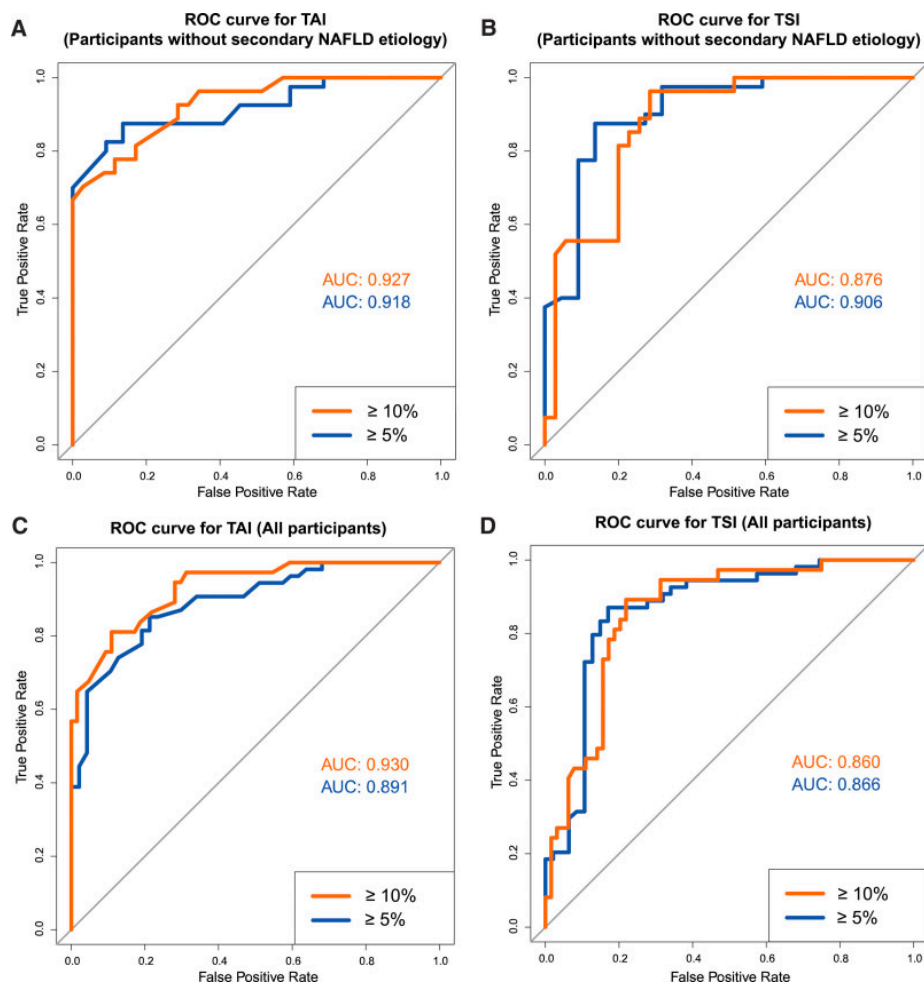 A
ROC curve for TAI
(Participants without secondary NAFLD etiology)
True Positive Rate
1.0
0.8
0.6
0.4
0.2
0.0
AUC: 0.927
AUC: 0.918
≥ 10%
≥ 5%
0.0 0.2 0.4 0.6 0.8 1.0
False Positive Rate
B
ROC curve for TSI
(Participants without secondary NAFLD etiology)
True Positive Rate
1.0
0.8
0.6
0.4
0.2
0.0
AUC: 0.876
AUC: 0.906
≥ 10%
≥ 5%
0.0 0.2 0.4 0.6 0.8 1.0
False Positive Rate
C
ROC curve for TAI (All participants)
True Positive Rate
1.0
0.8
0.6
0.4
0.2
0.0
AUC: 0.930
AUC: 0.891
≥ 10%
≥ 5%
0.0 0.2 0.4 0.6 0.8 1.0
False Positive Rate
D
ROC curve for TSI (All participants)
True Positive Rate
1.0
0.8
0.6
0.4
0.2
0.0
AUC: 0.860
AUC: 0.866
≥ 10%
≥ 5%
0.0 0.2 0.4 0.6 0.8 1.0
False Positive Rate